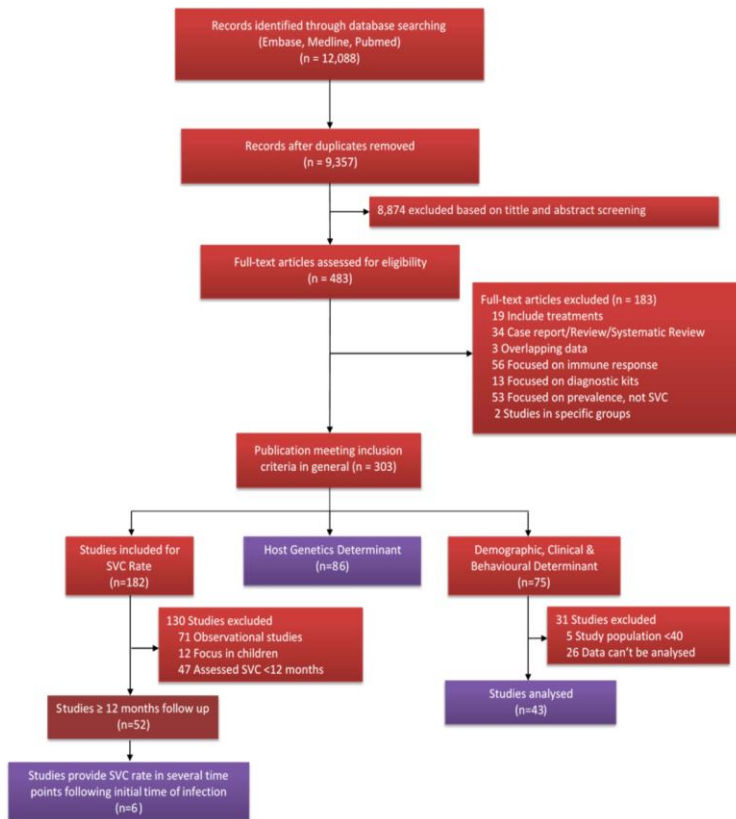 Records identified through database searching
(Embase, Medline, Pubmed)
(n = 12,088)
Records after duplicates removed
(n = 9,357)
8,874 excluded based on tittle and abstract screening
Full-text articles assessed for eligibility
(n = 483)
Full-text articles excluded (n = 183)
19 Include treatments
34 Case report/Review/Systematic Review
3 Overlapping data
56 Focused on immune response
13 Focused on diagnostic kits
53 Focused on prevalence, not SVC
2 Studies in specific groups
Publication meeting inclusion
criteria in general (n = 303)
Studies included for
SVC Rate
(n=182)
Host Genetics Determinant
(n=86)
Demographic, Clinical &
Behavioural Determinant
(n=75)
130 Studies excluded
71 Observational studies
12 Focus in children
47 Assessed SVC <12 months
31 Studies excluded
5 Study population <40
26 Data can't be analysed
Studies ≥ 12 months follow up
(n=52)
Studies analysed
(n=43)
Studies provide SVC rate in several time
points following initial time of infection
(n=6)